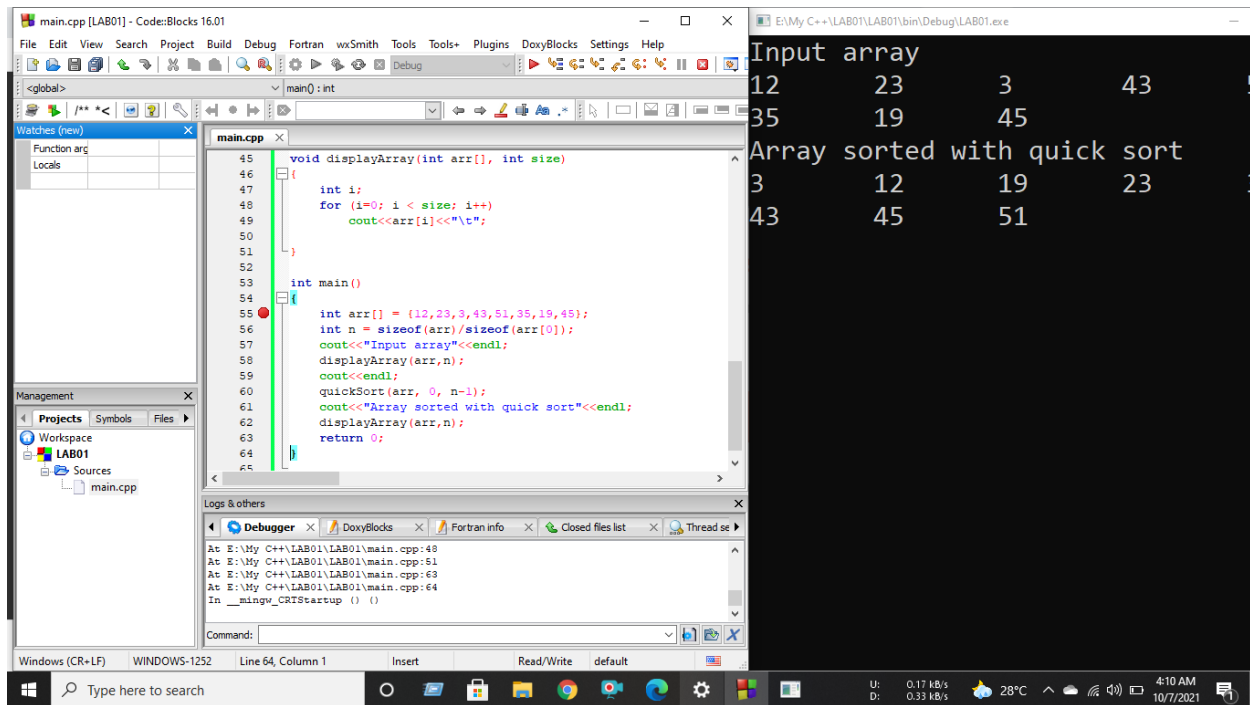 main.cpp [LAB01] - Code::Blocks 16.01
File Edit View Search Project Build Debug Fortran wxSmith Tools Tools+ Plugins DoxyBlocks Settings Help
Debug
<global> main() : int
/** *<
Watches (new)
Function arg
Locals
main.cpp
45 void displayArray(int arr[], int size)
46 {
47 int i;
48 for (i=0; i < size; i++)
49 cout<<arr[i]<<"\t";
50
51 }
52
53 int main()
54 {
55 int arr[] = {12,23,3,43,51,35,19,45};
56 int n = sizeof(arr)/sizeof(arr[0]);
57 cout<<"Input array"<<endl;
58 displayArray(arr,n);
59 cout<<endl;
60 quickSort(arr, 0, n-1);
61 cout<<"Array sorted with quick sort"<<endl;
62 displayArray(arr,n);
63 return 0;
64 }
65
Management
Projects Symbols Files
Workspace
LAB01
Sources
main.cpp
Logs & others
Debugger DoxyBlocks Fortran info Closed files list Thread se
At E:\My C++\LAB01\LAB01\main.cpp:48
At E:\My C++\LAB01\LAB01\main.cpp:51
At E:\My C++\LAB01\LAB01\main.cpp:63
At E:\My C++\LAB01\LAB01\main.cpp:64
In __mingw_CRTStartup () ()
Command:
Windows (CR+LF) WINDOWS-1252 Line 64, Column 1 Insert Read/Write default
E:\My C++\LAB01\LAB01\bin\Debug\LAB01.exe
Input array
12 23 3 43
35 19 45
Array sorted with quick sort
3 12 19 23
43 45 51
Type here to search
U: 0.17 kB/s
D: 0.33 kB/s
28°C
4:10 AM
10/7/2021
1